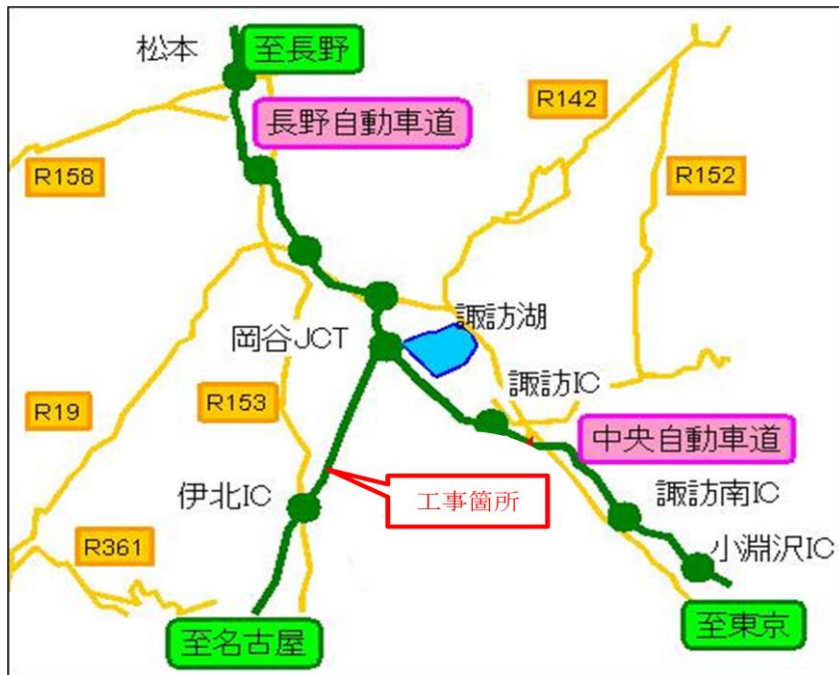 松本
至長野
長野自動車道
R142
R158
R152
諏訪湖
岡谷JCT
諏訪IC
R19
R153
中央自動車道
伊北IC
工事箇所
諏訪南IC
R361
小淵沢IC
至名古屋
至東京